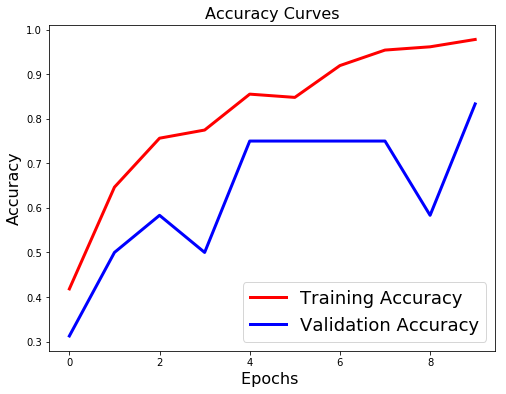 Accuracy Curves
1.0
0.9
0.8
0.7
0.6
0.5
0.4
0.3
Accuracy
0 2 4 6 8
Epochs
Training Accuracy
Validation Accuracy